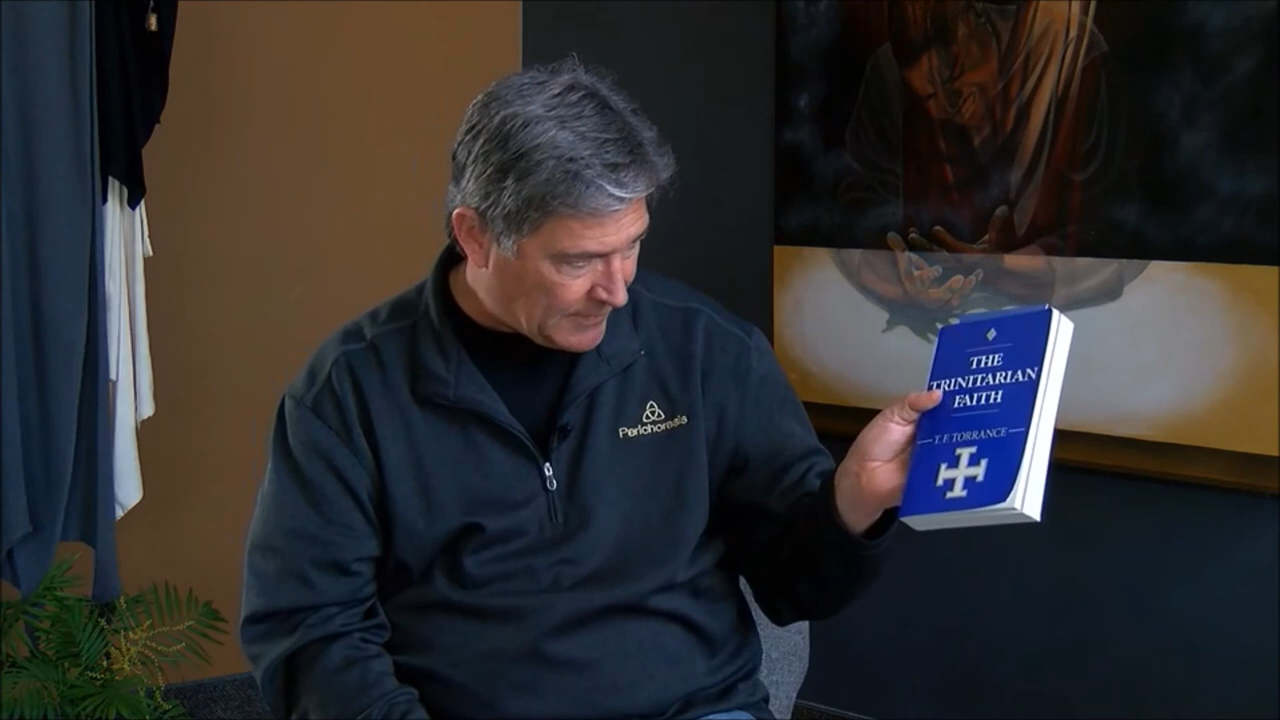 Perichoresis
THE
TRINITARIAN
FAITH
T. F. TORRANCE